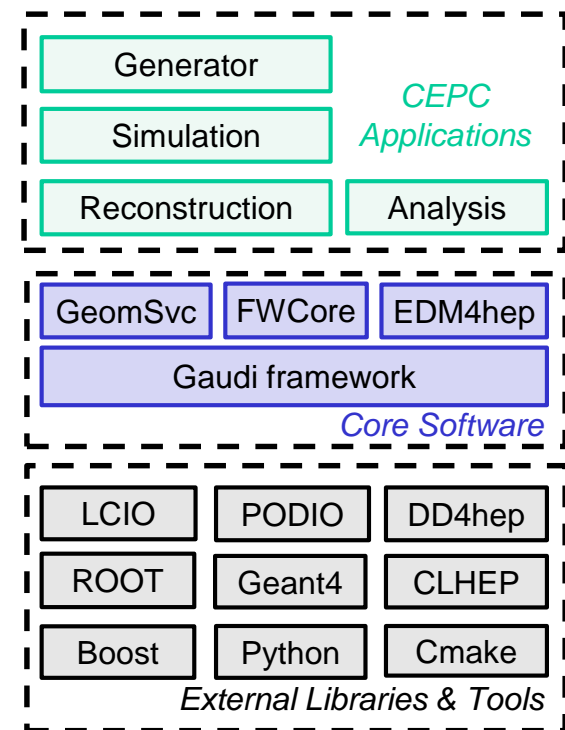 Generator
CEPC
Applications
Simulation
Reconstruction
Analysis
GeomSvc
FWCore
EDM4hep
Gaudi framework
Core Software
LCIO
PODIO
DD4hep
ROOT
Geant4
CLHEP
Boost
Python
Cmake
External Libraries & Tools